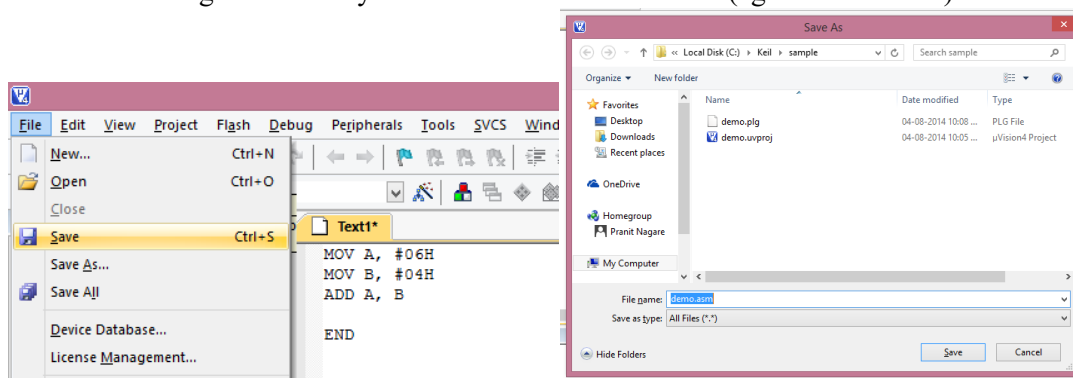 Save As
Local Disk (C:) Keil sample
Search sample
Organize New folder
Name Date modified Type
Favorites
Desktop
Downloads
Recent places
OneDrive
Homegroup
Pranit Nagare
My Computer
demo.plg 04-08-2014 10:08 ... PLG File
demo.uvproj 04-08-2014 10:05 ... µVision4 Project
File name: demo.asm
Save as type: All Files (*.*)
Hide Folders Save Cancel
File Edit View Project Flash Debug Peripherals Tools SVCS Wind
New... Ctrl+N
Open Ctrl+O
Close
Save Ctrl+S
Save As...
Save All
Device Database...
License Management...
Text1*
MOV A, #06H
MOV B, #04H
ADD A, B
END